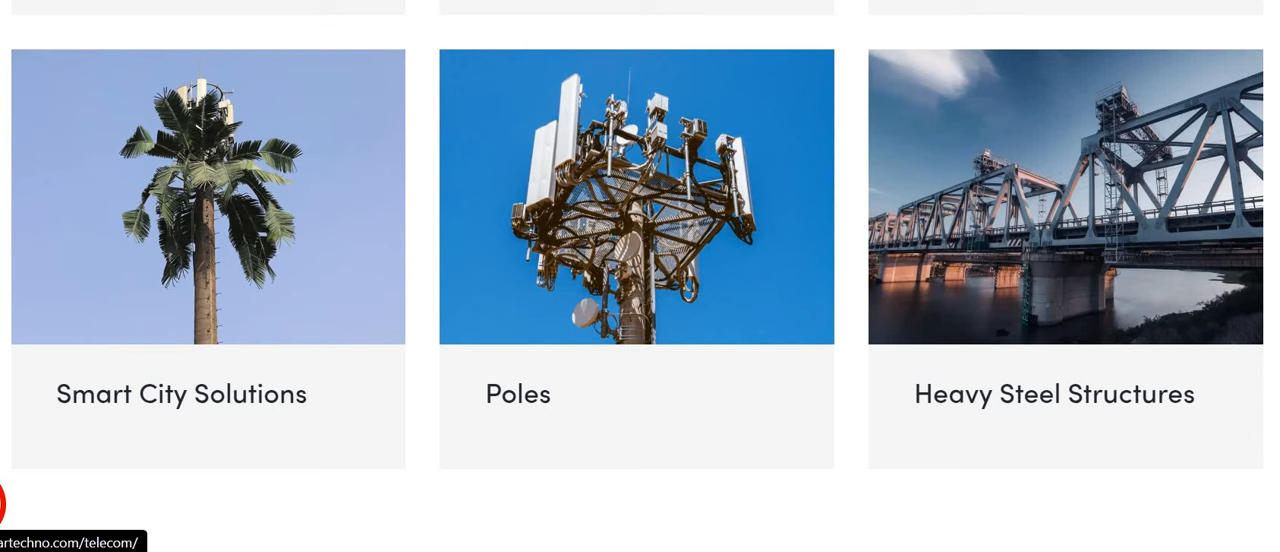 Smart City Solutions
Poles
Heavy Steel Structures
artechno.com/telecom/